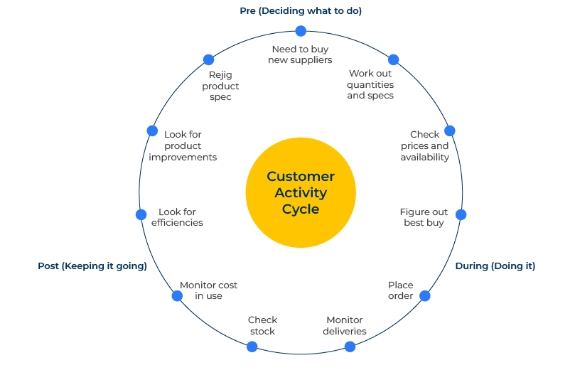 Pre (Deciding what to do)
Need to buy
new suppliers
Work out
quantities
and specs
Check
prices and
availability
Figure out
best buy
During (Doing it)
Place
order
Monitor
deliveries
Check
stock
Monitor cost
in use
Post (Keeping it going)
Look for
efficiencies
Look for
product
improvements
Rejig
product
spec
Customer
Activity
Cycle